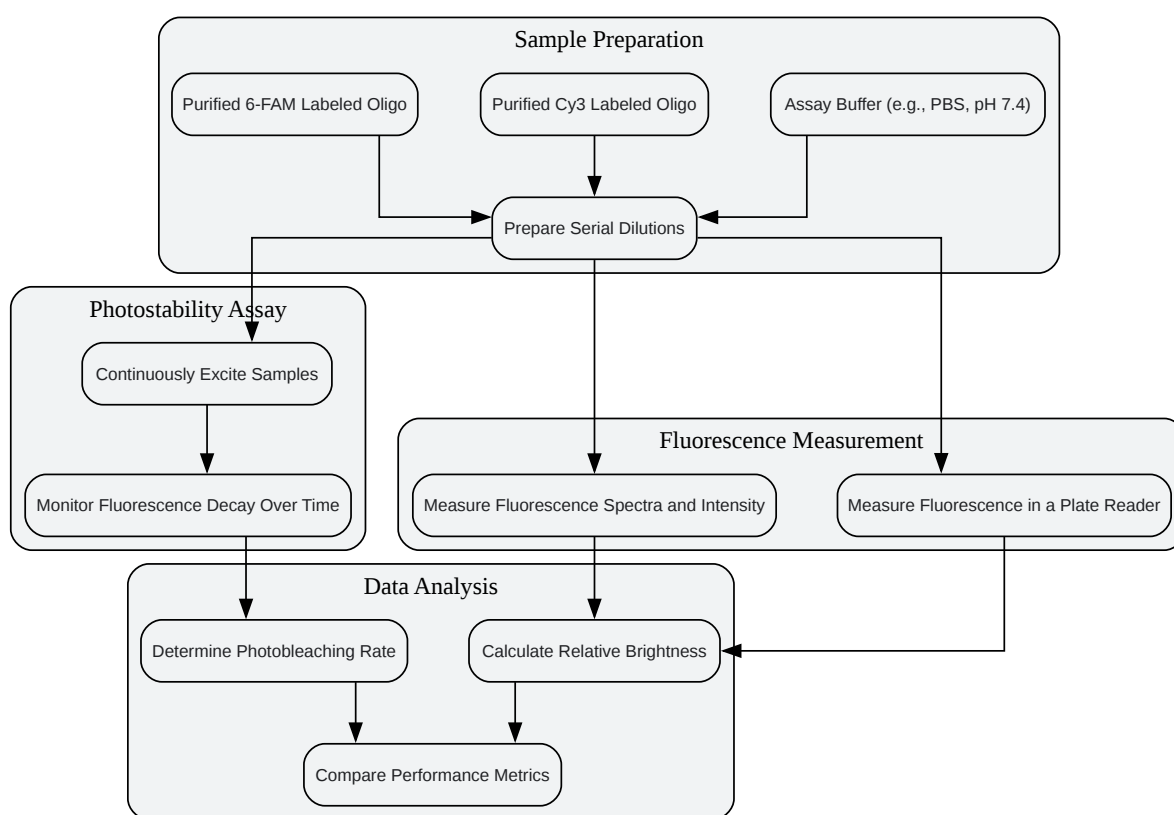 Sample Preparation
Purified 6-FAM Labeled Oligo
Purified Cy3 Labeled Oligo
Assay Buffer (e.g., PBS, pH 7.4)
Prepare Serial Dilutions
Photostability Assay
Continuously Excite Samples
Monitor Fluorescence Decay Over Time
Fluorescence Measurement
Measure Fluorescence Spectra and Intensity
Measure Fluorescence in a Plate Reader
Data Analysis
Determine Photobleaching Rate
Calculate Relative Brightness
Compare Performance Metrics